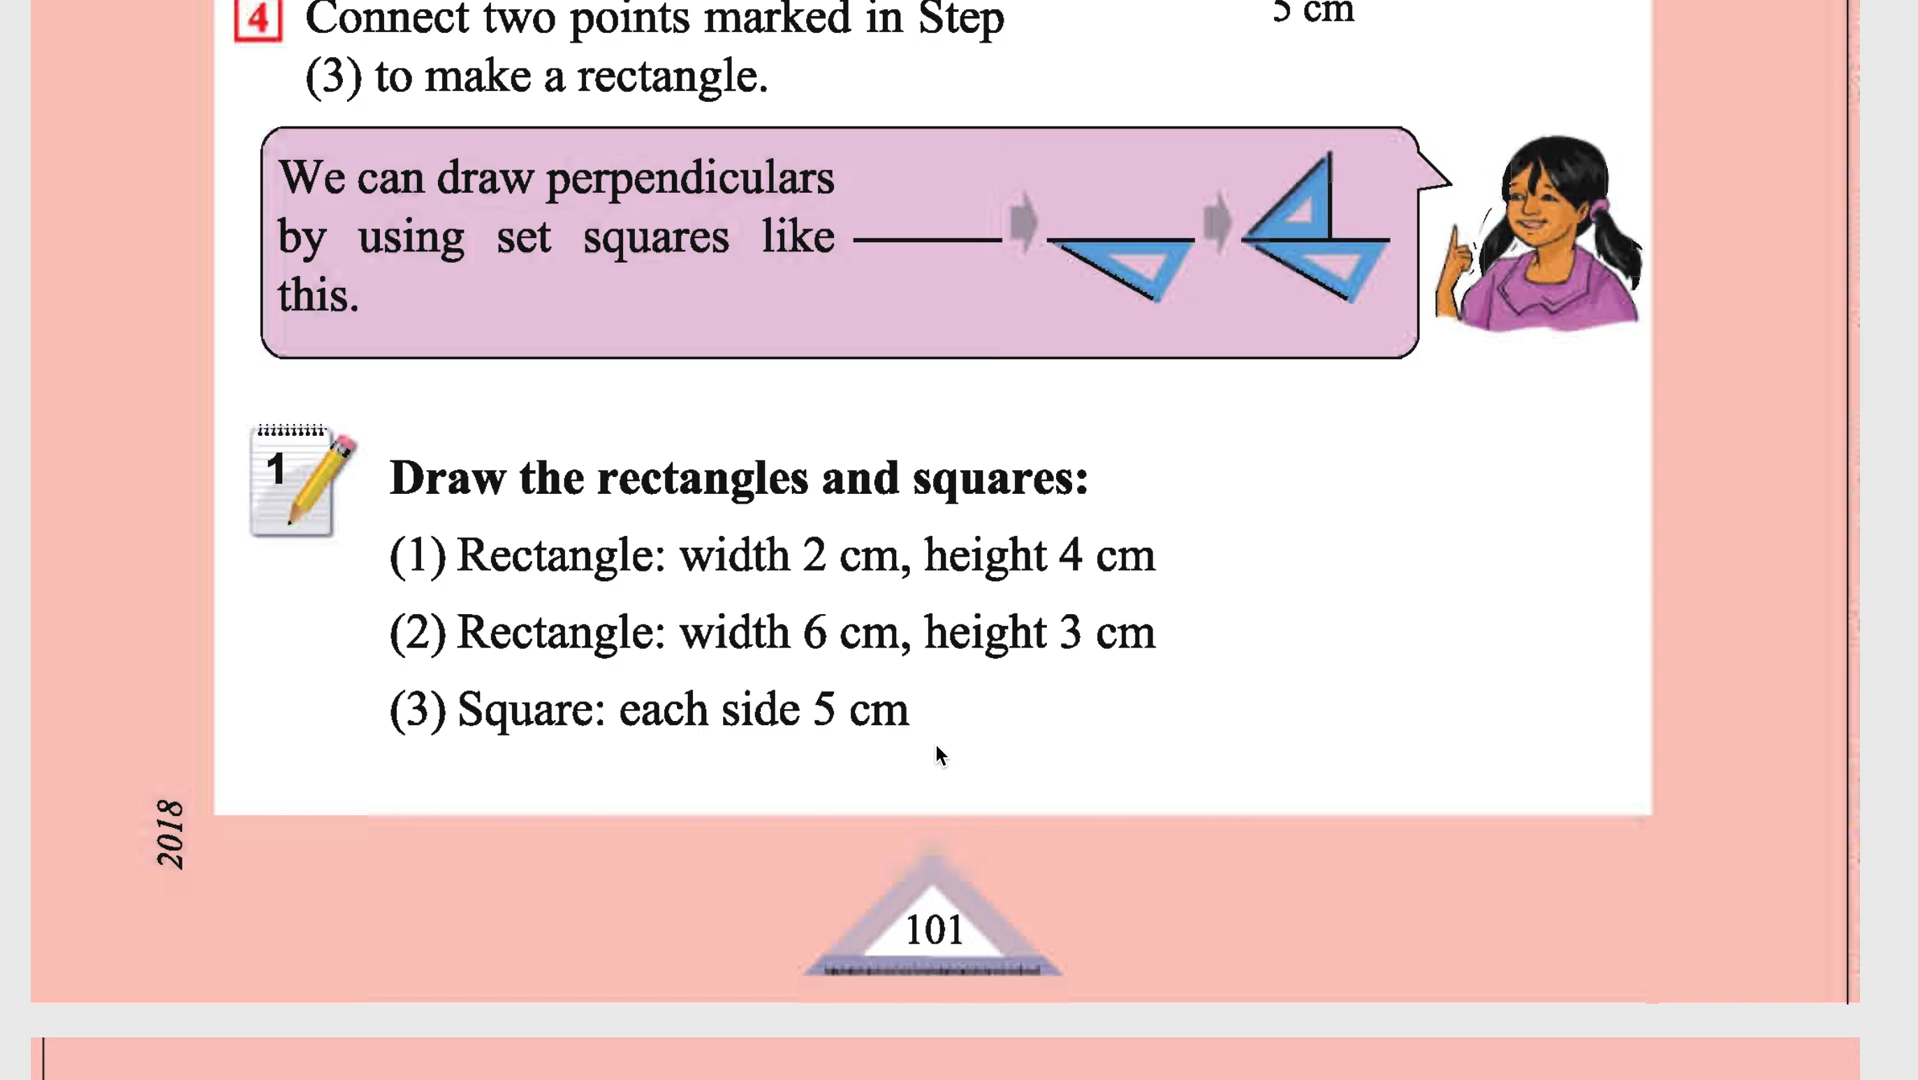 4 Connect two points marked in Step
5 cm
(3) to make a rectangle.
We can draw perpendiculars
by using set squares like
this.
1
Draw the rectangles and squares:
(1) Rectangle: width 2 cm, height 4 cm
(2) Rectangle: width 6 cm, height 3 cm
(3) Square: each side 5 cm
2018
101